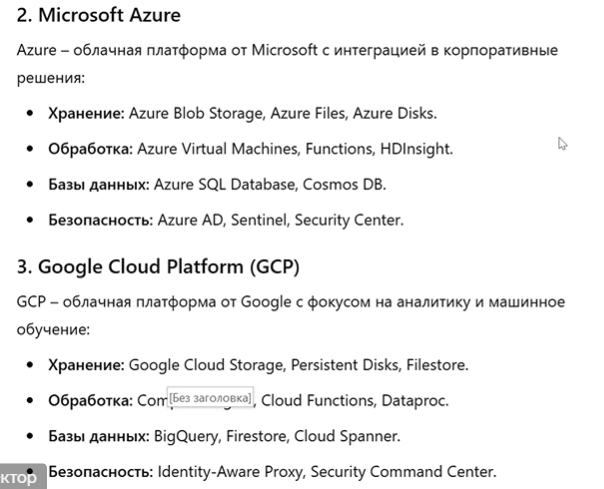 2. Microsoft Azure
Azure – облачная платформа от Microsoft с интеграцией в корпоративные
решения:
• Хранение: Azure Blob Storage, Azure Files, Azure Disks.
• Обработка: Azure Virtual Machines, Functions, HDInsight.
• Базы данных: Azure SQL Database, Cosmos DB.
• Безопасность: Azure AD, Sentinel, Security Center.
3. Google Cloud Platform (GCP)
GCP – облачная платформа от Google с фокусом на аналитику и машинное
обучение:
• Хранение: Google Cloud Storage, Persistent Disks, Filestore.
• Обработка: [Без заголовка], Cloud Functions, Dataproc.
• Базы данных: BigQuery, Firestore, Cloud Spanner.
ктор
• Безопасность: Identity-Aware Proxy, Security Command Center.